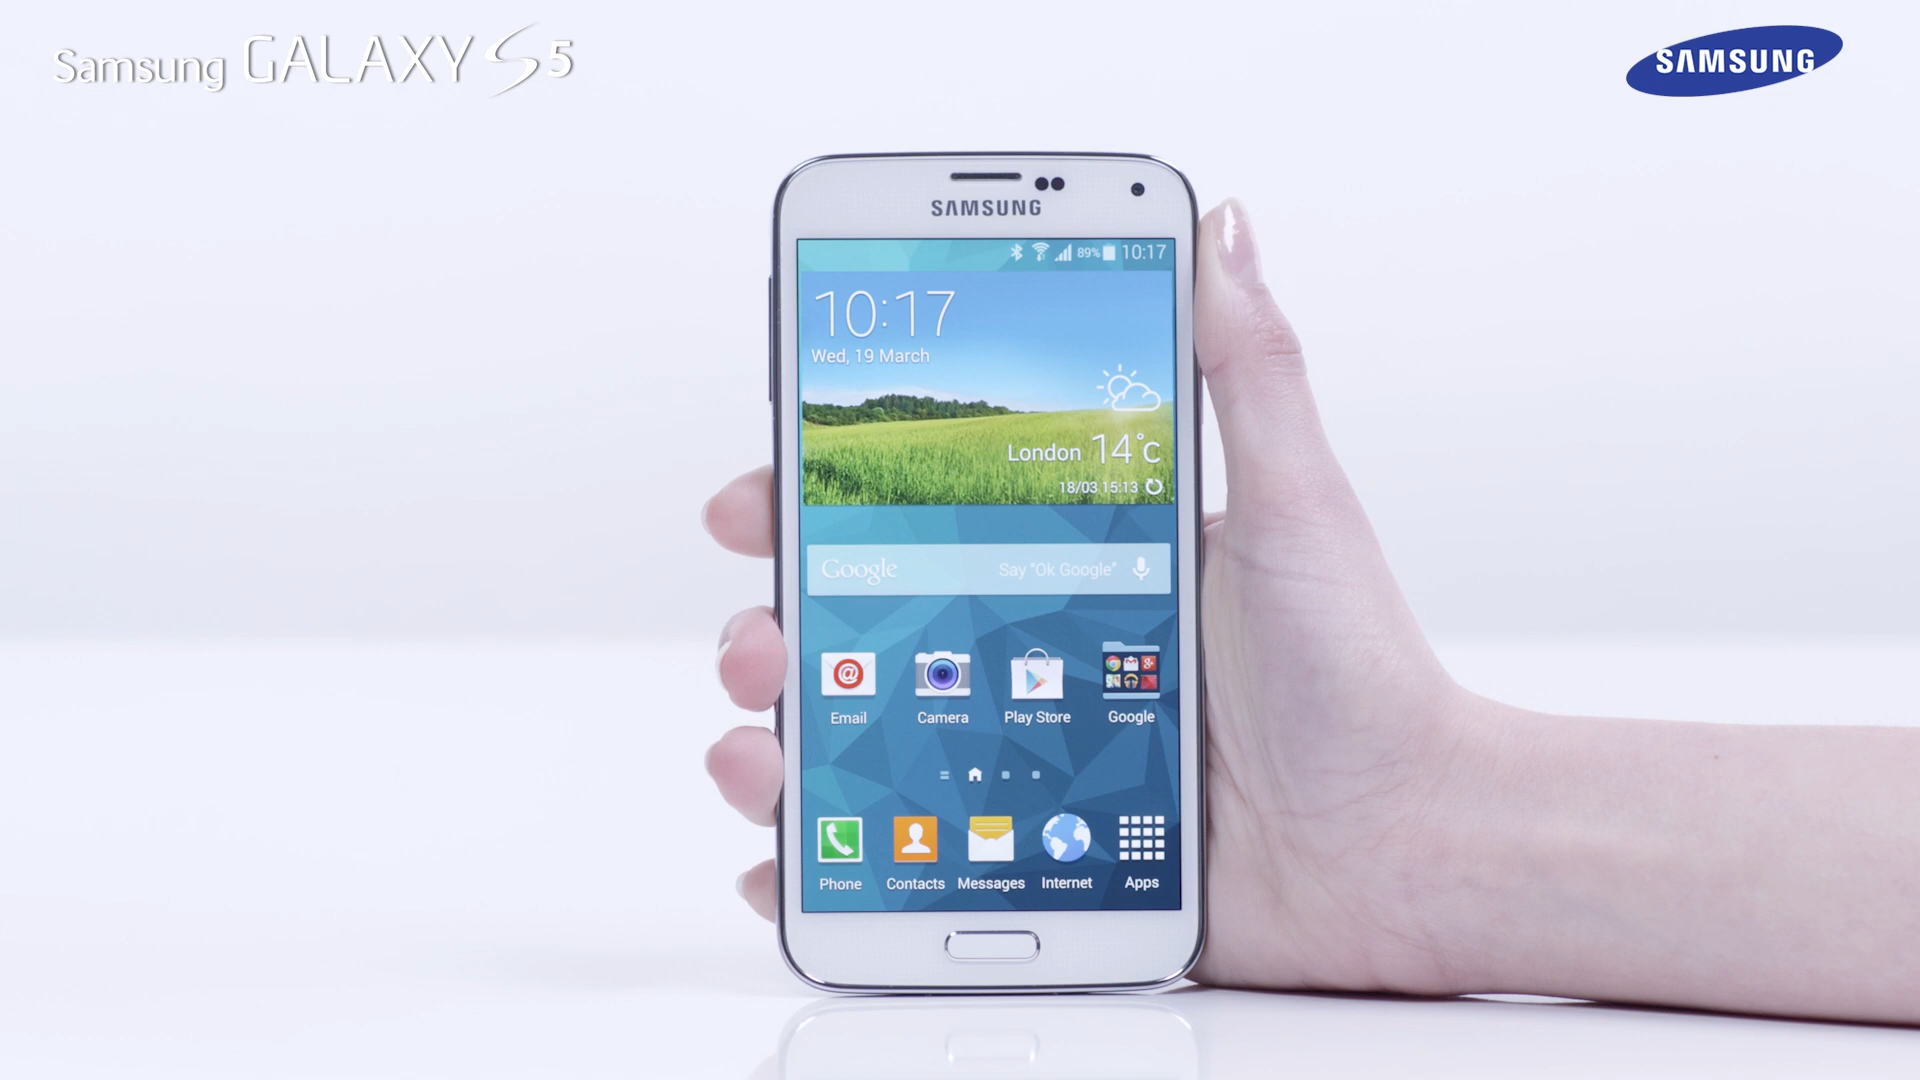 Samsung GALAXY S5
SAMSUNG
SAMSUNG
89% 10:17
10:17
Wed, 19 March
London 14°C
18/03 15:13
Google Say "Ok Google"
Email Camera Play Store Google
Phone Contacts Messages Internet Apps